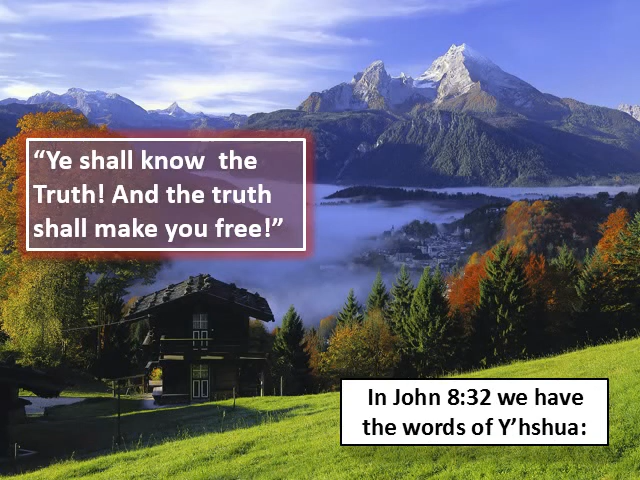 “Ye shall know  the
Truth! And the truth
shall make you free!”
In John 8:32 we have
the words of Y’hshua: